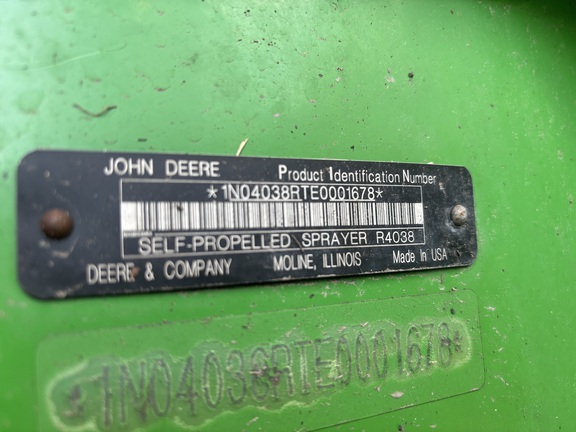 JOHN DEERE Product Identification Number
*1N04038RTE0001678*
SELF-PROPELLED SPRAYER R4038
DEERE & COMPANY MOLINE, ILLINOIS Made In USA
*1N04038RTE0001678*